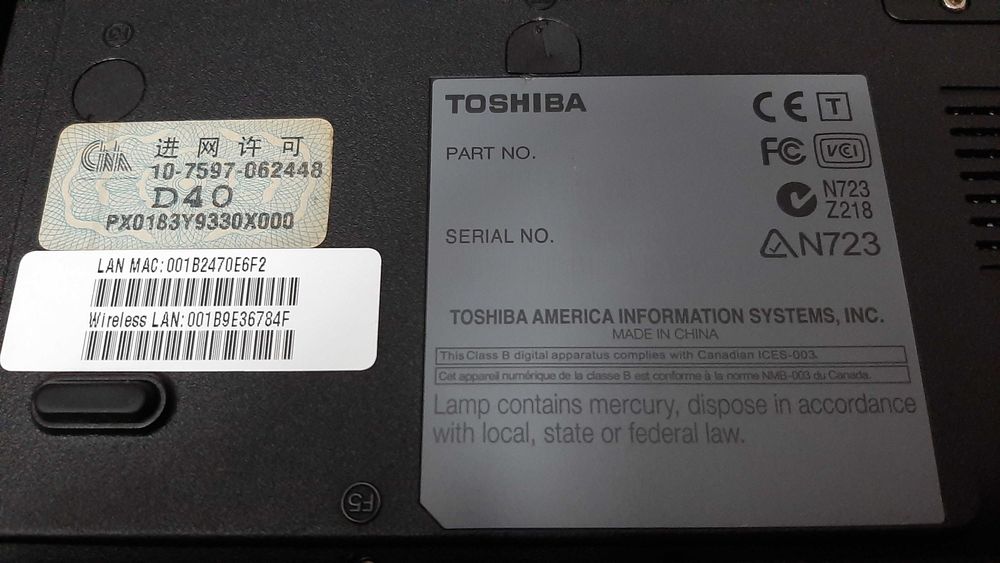 进网许可
10-7597-062448
D40
PX0183Y9330X000
LAN MAC:001B2470E6F2
Wireless LAN:001B9E36784F
F5
TOSHIBA
CE T
PART NO.
FC VCI
N723
Z218
SERIAL NO.
N723
TOSHIBA AMERICA INFORMATION SYSTEMS, INC.
MADE IN CHINA
This Class B digital apparatus complies with Canadian ICES-003.
Cet appareil numérique de la classe B est conforme à la norme NMB-003 du Canada.
Lamp contains mercury, dispose in accordance
with local, state or federal law.